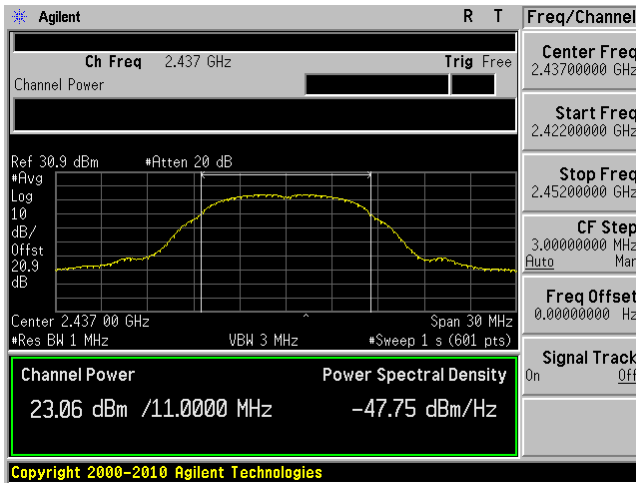 Agilent R T Freq/Channel
Ch Freq 2.437 GHz Trig Free
Channel Power
Center Freq
2.43700000 GHz
Start Freq
2.42200000 GHz
Stop Freq
2.45200000 GHz
CF Step
3.00000000 MHz
Auto Man
Freq Offset
0.00000000 Hz
Signal Track
On Off
Ref 30.9 dBm #Atten 20 dB
#Avg
Log
10
dB/
Offst
20.9
dB
Center 2.437 00 GHz Span 30 MHz
#Res BW 1 MHz VBW 3 MHz #Sweep 1 s (601 pts)
Channel Power Power Spectral Density
23.06 dBm /11.0000 MHz -47.75 dBm/Hz
Copyright 2000-2010 Agilent Technologies